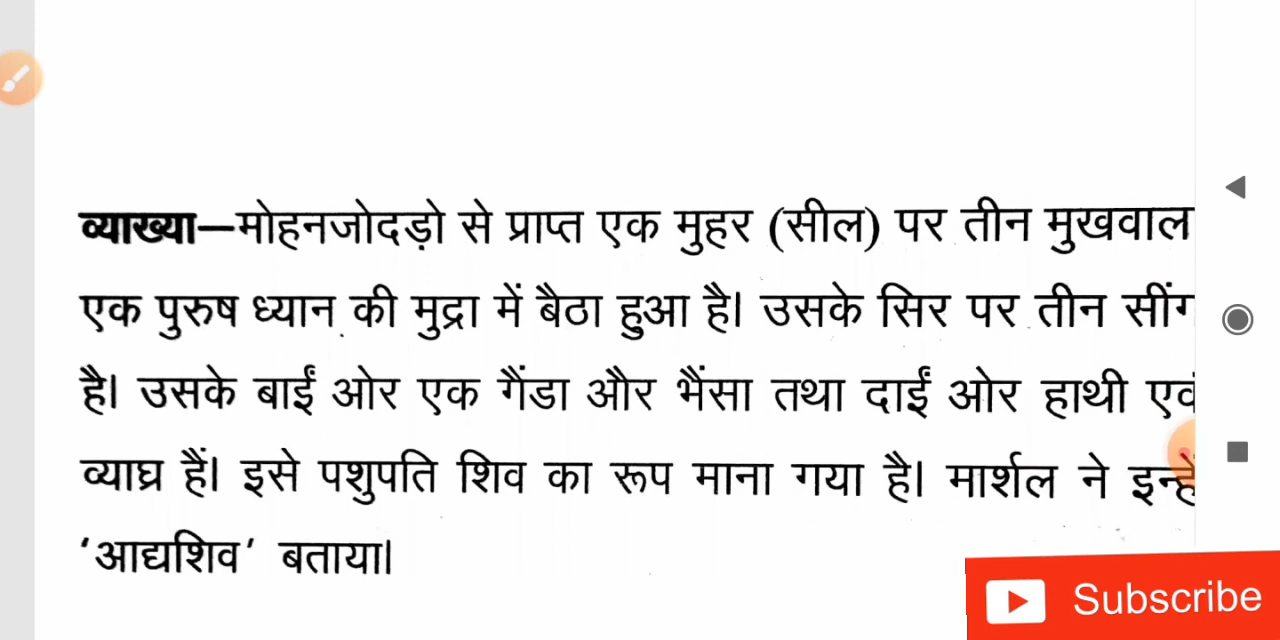 व्याख्या—मोहनजोदड़ो से प्राप्त एक मुहर (सील) पर तीन मुखवाल
एक पुरुष ध्यान की मुद्रा में बैठा हुआ है। उसके सिर पर तीन सींग
है। उसके बाईं ओर एक गैंडा और भैंसा तथा दाईं ओर हाथी एवं
व्याघ्र हैं। इसे पशुपति शिव का रूप माना गया है। मार्शल ने इन्हें
‘आद्यशिव’ बताया।
Subscribe